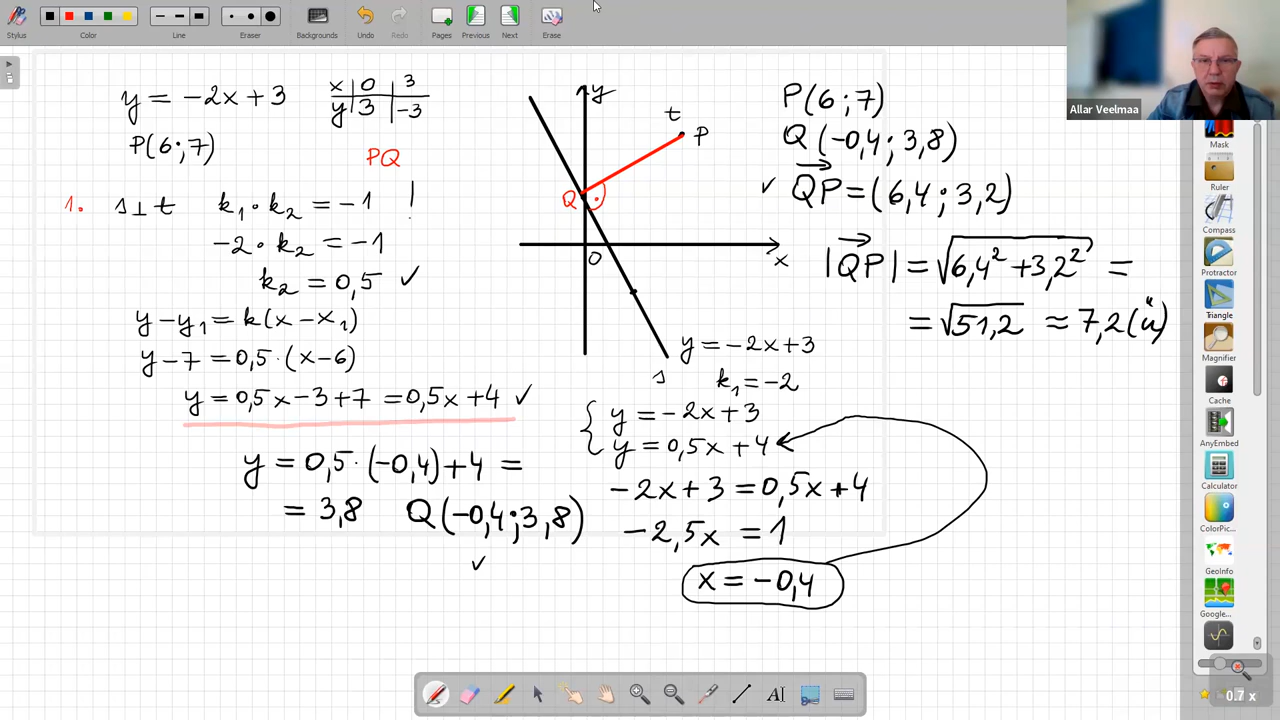 Stylus
Color
Line
Eraser
Backgrounds
Undo
Redo
Pages
Previous
Next
Erase
y = -2x + 3
x | 0 | 3
y | 3 | -3
P(6;7)
PQ
1. s⊥t k₁·k₂ = -1 !
-2·k₂ = -1
k₂ = 0,5 ✓
y-y₁ = k(x-x₁)
y-7 = 0,5·(x-6)
y = 0,5x-3+7 = 0,5x+4 ✓
y = 0,5·(-0,4)+4 =
= 3,8 Q(-0,4;3,8)
✓
y
t
P
Q
O
x
s
y = -2x+3
k₁ = -2
{ y = -2x+3
y = 0,5x+4
-2x+3 = 0,5x+4
-2,5x = 1
x = -0,4
P(6;7)
Q(-0,4;3,8)
✓ QP = (6,4;3,2)
|QP| = √6,4²+3,2² =
= √51,2 ≈ 7,2(ü)
Allar Veelmaa
Mask
Ruler
Compass
Protractor
Triangle
Magnifier
Cache
AnyEmbed
Calculator
ColorPic...
GeoInfo
Google...
AI
0.7 x